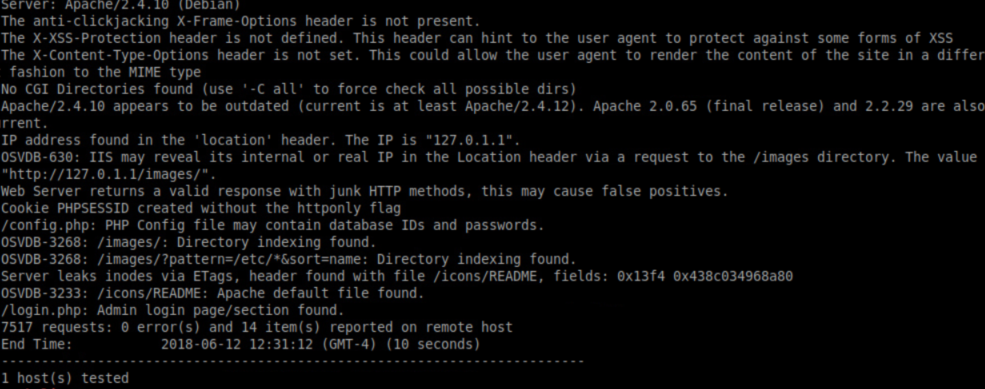 Server: Apache/2.4.10 (Debian)
The anti-clickjacking X-Frame-Options header is not present.
The X-XSS-Protection header is not defined. This header can hint to the user agent to protect against some forms of XSS
The X-Content-Type-Options header is not set. This could allow the user agent to render the content of the site in a differ
t fashion to the MIME type
No CGI Directories found (use '-C all' to force check all possible dirs)
Apache/2.4.10 appears to be outdated (current is at least Apache/2.4.12). Apache 2.0.65 (final release) and 2.2.29 are also
rrent.
IP address found in the 'location' header. The IP is "127.0.1.1".
OSVDB-630: IIS may reveal its internal or real IP in the Location header via a request to the /images directory. The value
"http://127.0.1.1/images/".
Web Server returns a valid response with junk HTTP methods, this may cause false positives.
Cookie PHPSESSID created without the httponly flag
/config.php: PHP Config file may contain database IDs and passwords.
OSVDB-3268: /images/: Directory indexing found.
OSVDB-3268: /images/?pattern=/etc/*&sort=name: Directory indexing found.
Server leaks inodes via ETags, header found with file /icons/README, fields: 0x13f4 0x438c034968a80
OSVDB-3233: /icons/README: Apache default file found.
/login.php: Admin login page/section found.
7517 requests: 0 error(s) and 14 item(s) reported on remote host
End Time:           2018-06-12 12:31:12 (GMT-4) (10 seconds)
---------------------------------------------------------------------------
1 host(s) tested